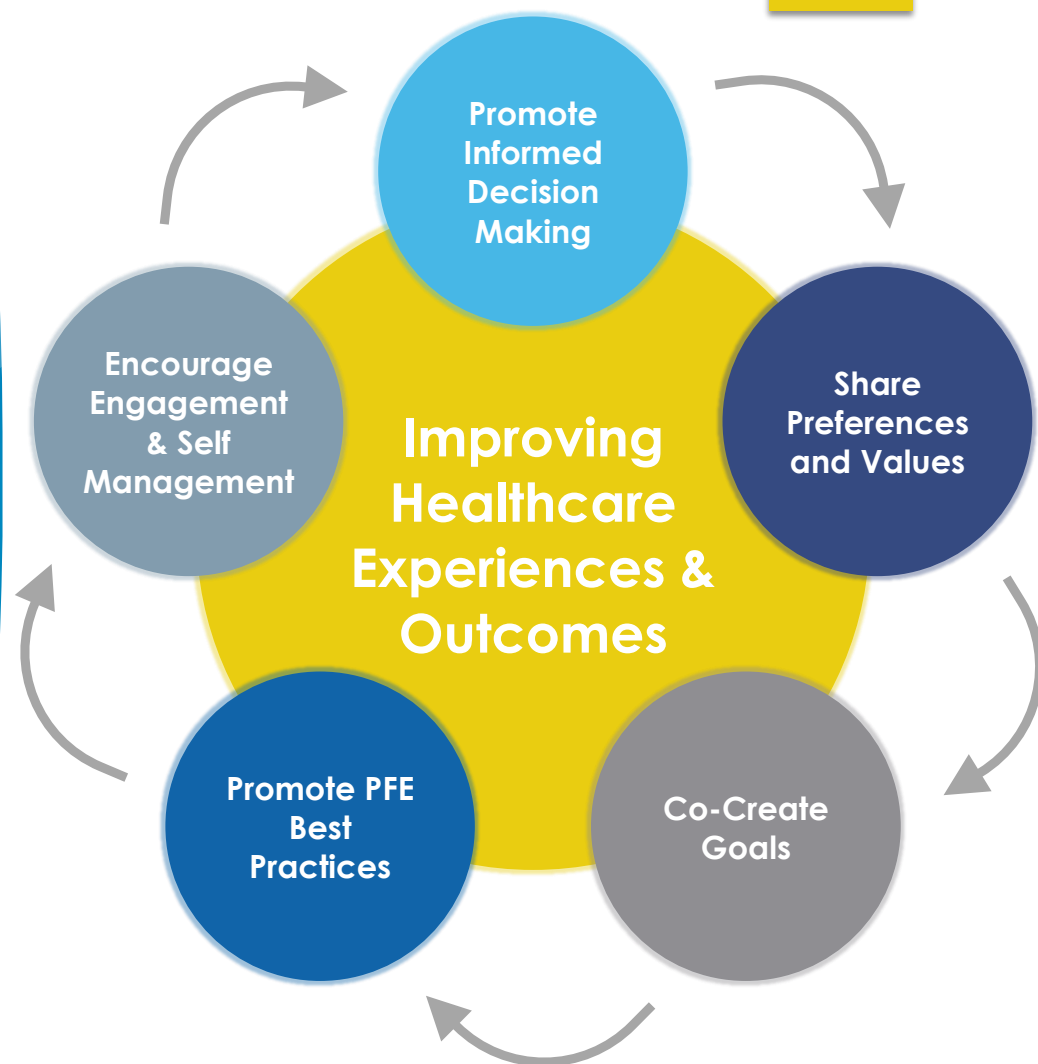 Promote
Informed
Decision
Making
Share
Preferences
and Values
Co-Create
Goals
Promote PFE
Best
Practices
Encourage
Engagement
& Self
Management
Improving
Healthcare
Experiences &
Outcomes